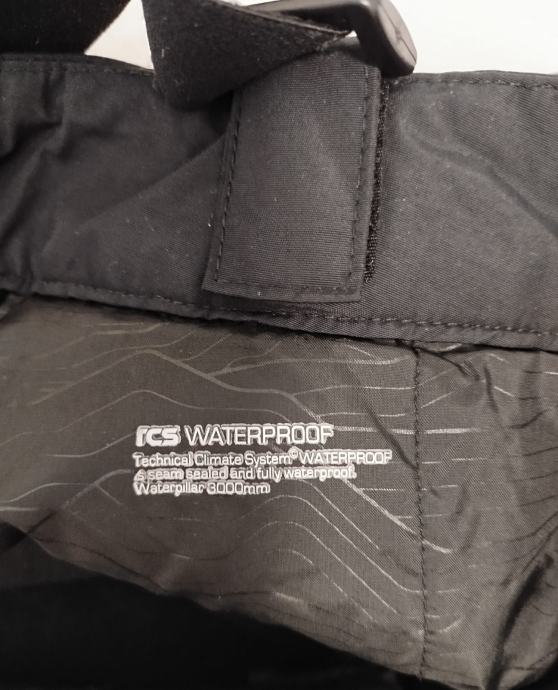 TCS WATERPROOF
Technical Climate System© WATERPROOF
is seam sealed and fully waterproof.
Waterpillar 3000mm